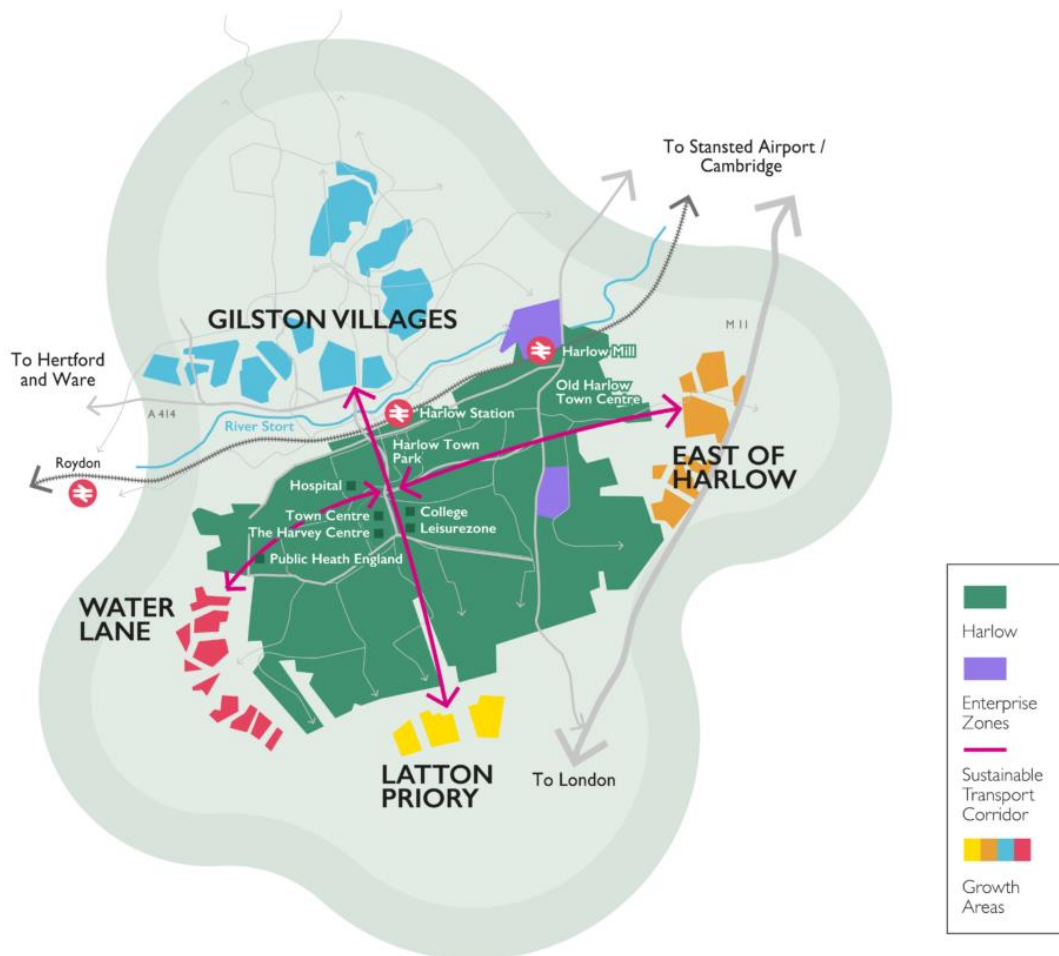 To Stansted Airport /
Cambridge
GILSTON VILLAGES
M 11
To Hertford
and Ware
Harlow Mill
A 414
Old Harlow
Town Centre
River Stort
Harlow Station
Roydon
Harlow Town
Park
EAST OF
HARLOW
Hospital
Town Centre
College
The Harvey Centre
Leisurezone
Public Heath England
WATER
LANE
LATTON
PRIORY
To London
Harlow
Enterprise
Zones
Sustainable
Transport
Corridor
Growth
Areas